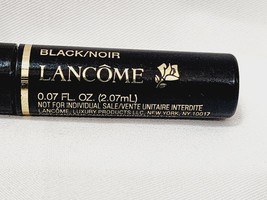 BLACK/NOIR
LANCÔME
0.07 FL. OZ. (2.07mL)
NOT FOR INDIVIDUAL SALE/VENTE UNITAIRE INTERDITE
LANCÔME, LUXURY PRODUCTS LLC, NEW YORK, NY 10017